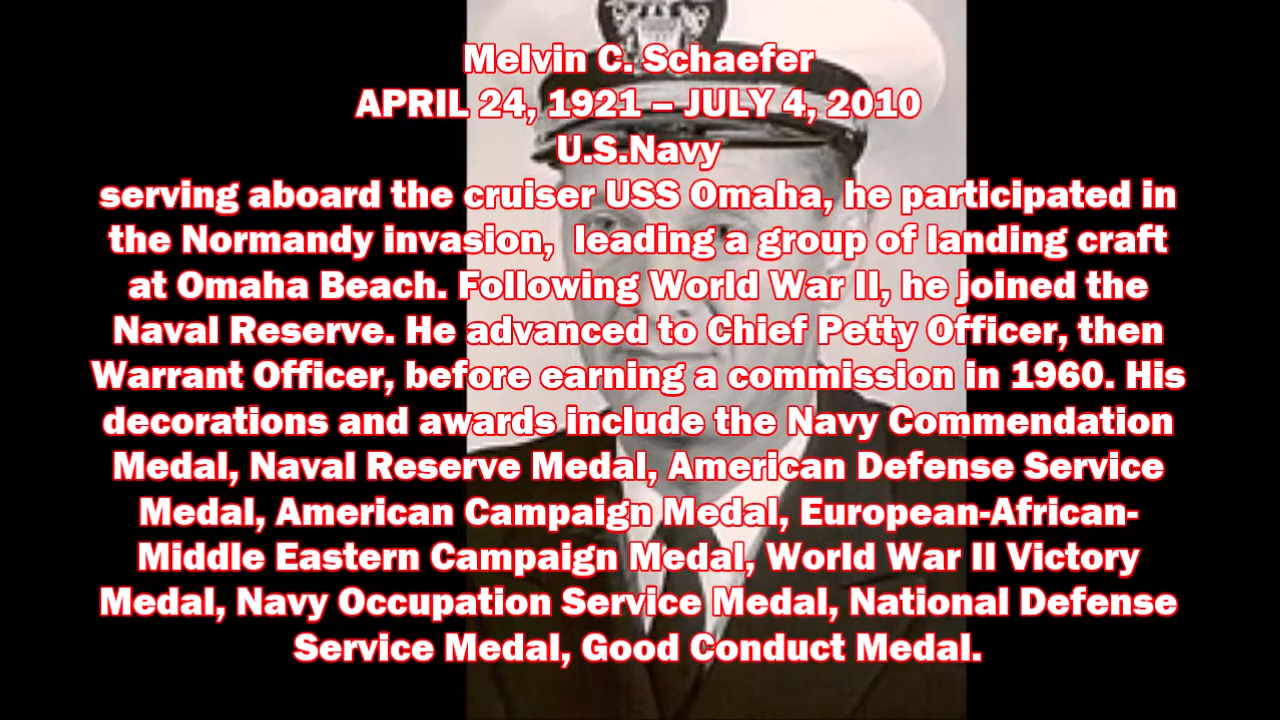 Melvin C. Schaefer
APRIL 24, 1921 – JULY 4, 2010
U.S.Navy
serving aboard the cruiser USS Omaha, he participated in
the Normandy invasion,  leading a group of landing craft
at Omaha Beach. Following World War II, he joined the
Naval Reserve. He advanced to Chief Petty Officer, then
Warrant Officer, before earning a commission in 1960. His
decorations and awards include the Navy Commendation
Medal, Naval Reserve Medal, American Defense Service
Medal, American Campaign Medal, European-African-
Middle Eastern Campaign Medal, World War II Victory
Medal, Navy Occupation Service Medal, National Defense
Service Medal, Good Conduct Medal.